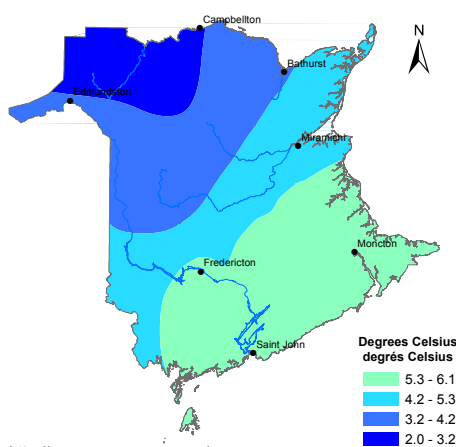 Campbellton
N
Bathurst
Edmundston
Miramichi
Moncton
Fredericton
Saint John
Degrees Celsius
degrés Celsius
5.3 - 6.1
4.2 - 5.3
3.2 - 4.2
2.0 - 3.2